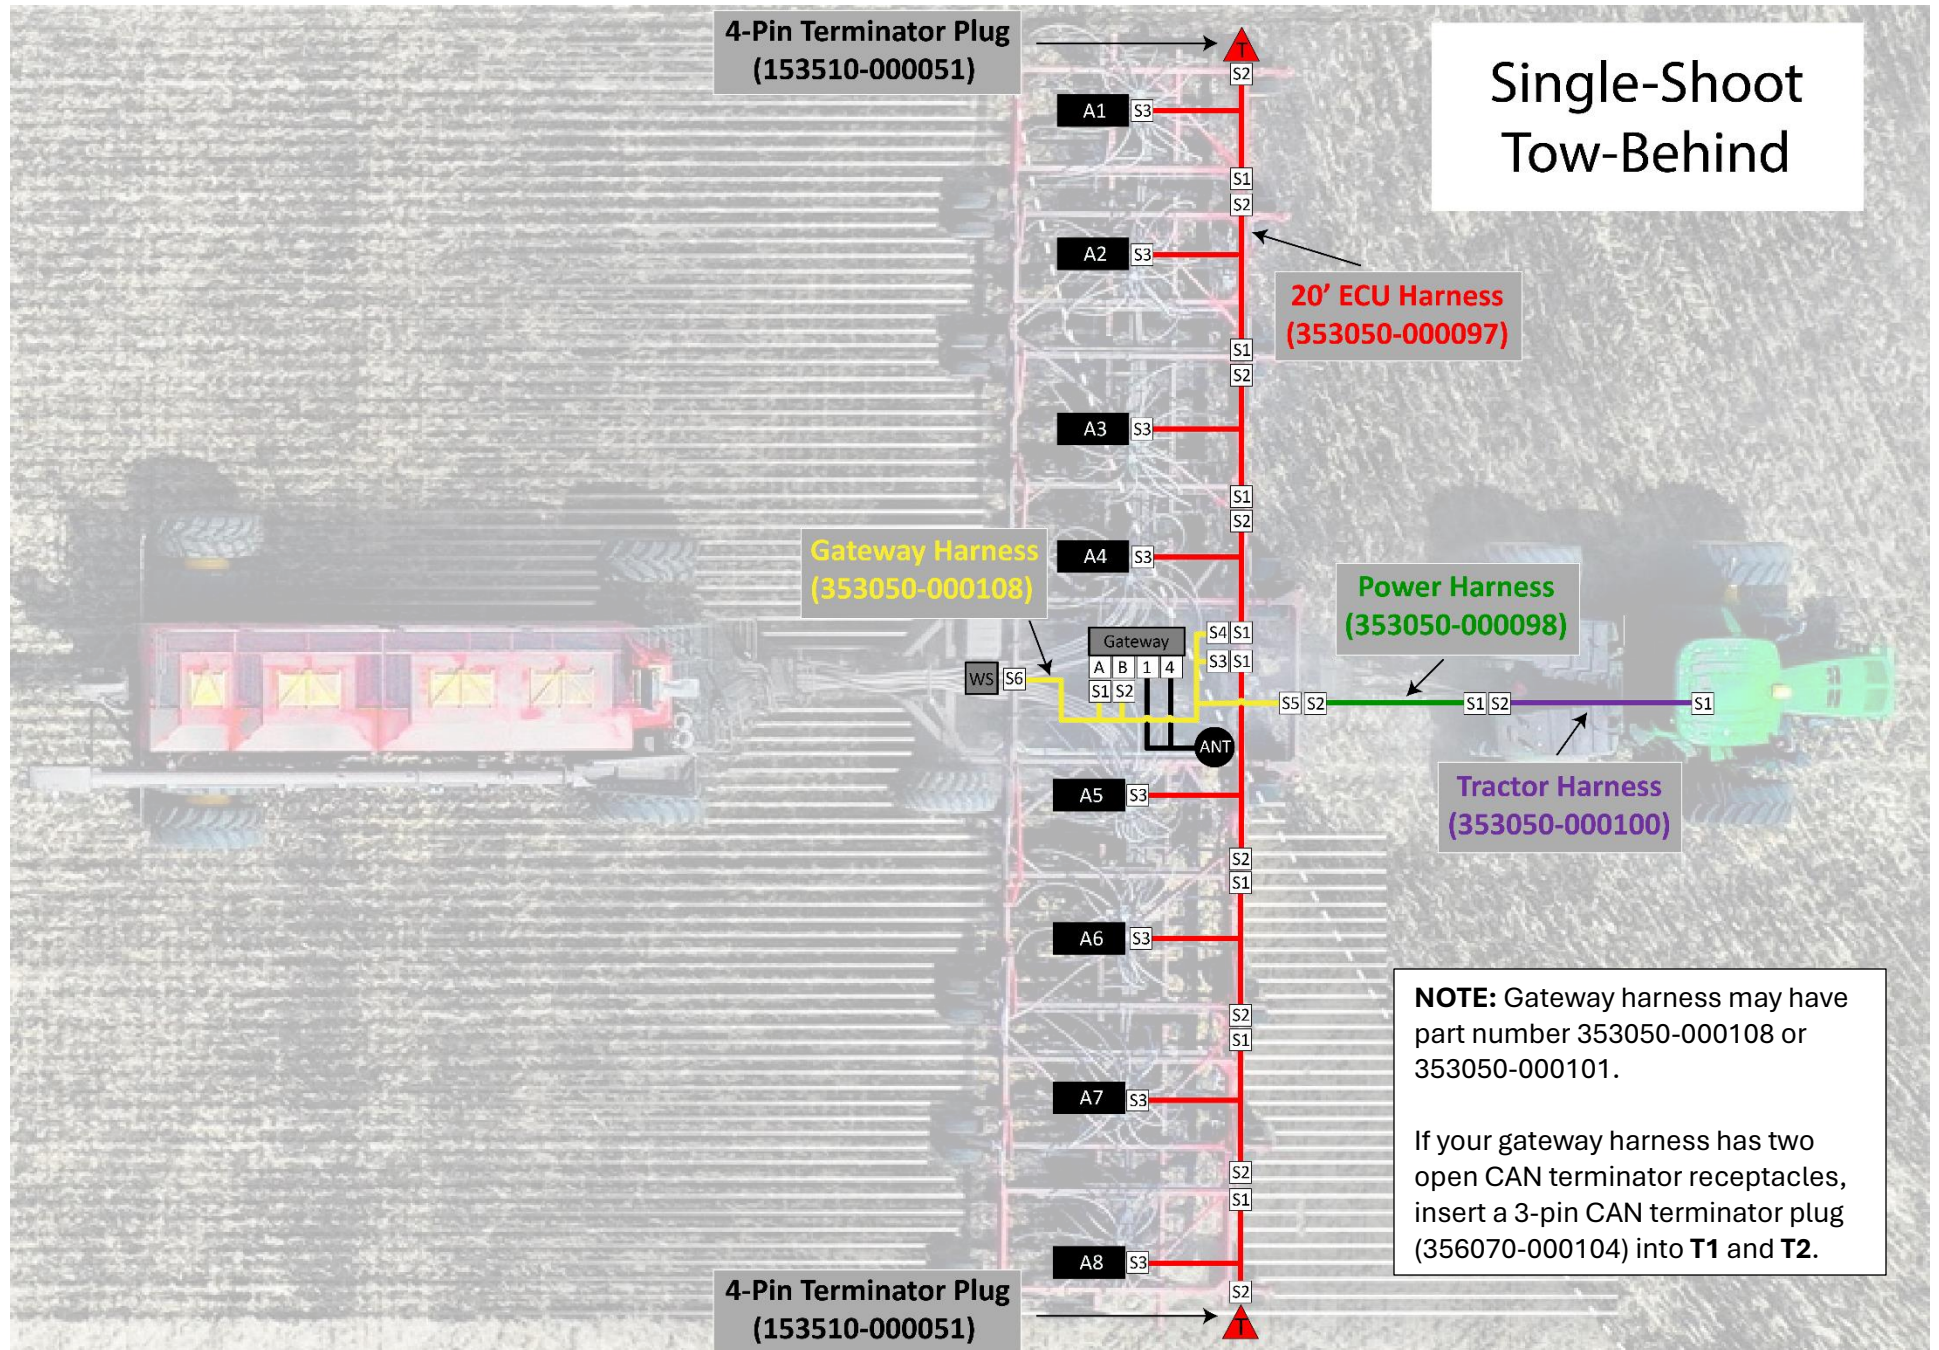 4-Pin Terminator Plug
(153510-000051)
T
S2
Single-Shoot
Tow-Behind
A1 S3
S1
S2
A2 S3
20' ECU Harness
(353050-000097)
S1
S2
A3 S3
S1
S2
A4 S3
Gateway Harness
(353050-000108)
Power Harness
(353050-000098)
Gateway
A B 1 4
S1 S2
S4 S1
S3 S1
WS S6
S5 S2
S1 S2
S1
ANT
Tractor Harness
(353050-000100)
A5 S3
S2
S1
A6 S3
S2
S1
A7 S3
S2
S1
A8 S3
S2
T
4-Pin Terminator Plug
(153510-000051)
NOTE: Gateway harness may have
part number 353050-000108 or
353050-000101.
If your gateway harness has two
open CAN terminator receptacles,
insert a 3-pin CAN terminator plug
(356070-000104) into T1 and T2.